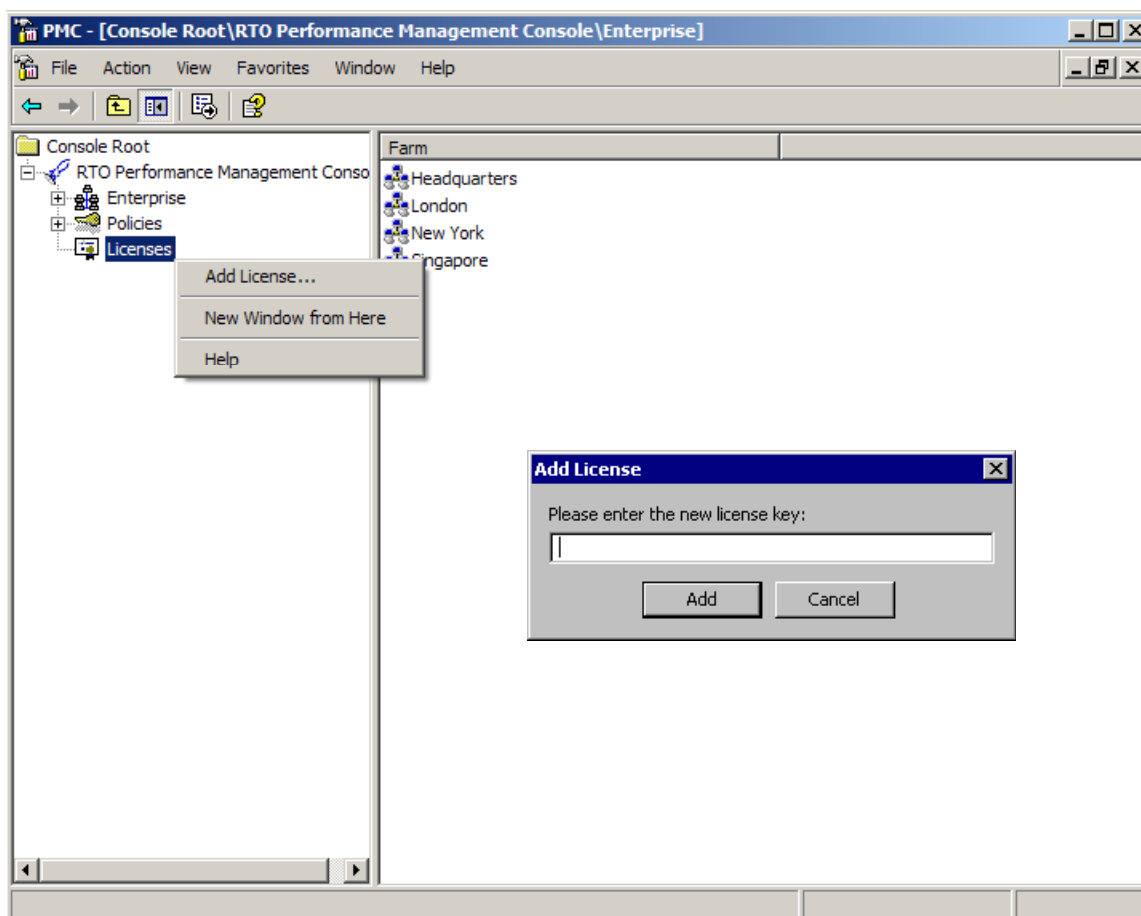 PMC - [Console Root\RTO Performance Management Console\Enterprise]
File Action View Favorites Window Help
Console Root
RTO Performance Management Conso
Enterprise
Policies
Licenses
Farm
Headquarters
London
New York
Singapore
Add License...
New Window from Here
Help
Add License
Please enter the new license key:
Add Cancel